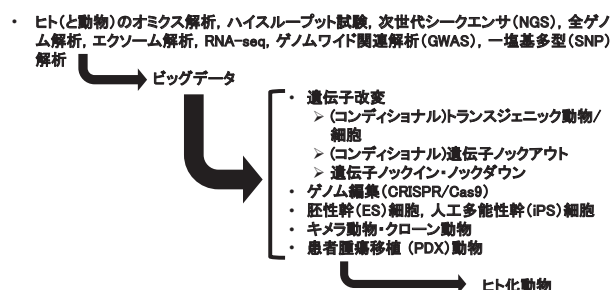 ・ ヒト(と動物)のオミクス解析，ハイスループット試験，次世代シークエンサ(NGS)，全ゲノ
ム解析，エクソーム解析，RNA-seq，ゲノムワイド関連解析(GWAS)，一塩基多型(SNP)
解析
ビッグデータ
・ 遺伝子改変
➢ (コンディショナル)トランスジェニック動物/
細胞
➢ (コンディショナル)遺伝子ノックアウト
➢ 遺伝子ノックイン・ノックダウン
・ ゲノム編集(CRISPR/Cas9)
・ 胚性幹(ES)細胞，人工多能性幹(iPS)細胞
・ キメラ動物・クローン動物
・ 患者腫瘍移植 (PDX)動物
ヒト化動物